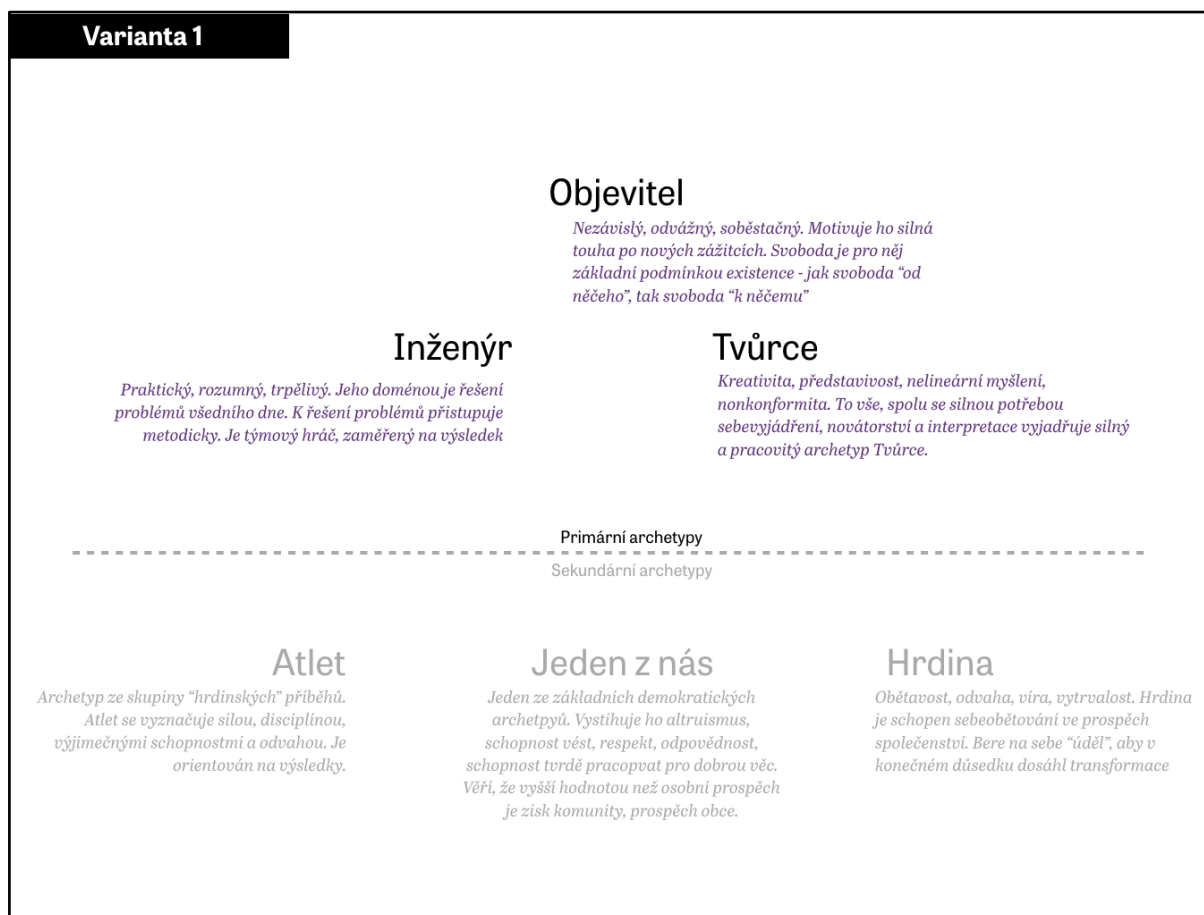 Varianta 1
Objevitel
Nezávislý, odvážný, soběstačný. Motivuje ho silná
touha po nových zážitcích. Svoboda je pro něj
základní podmínkou existence - jak svoboda “od
něčeho”, tak svoboda “k něčemu”
Inženýr
Praktický, rozumný, trpělivý. Jeho doménou je řešení
problémů všedního dne. K řešení problémů přistupuje
metodicky. Je týmový hráč, zaměřený na výsledek
Tvůrce
Kreativita, představivost, nelineární myšlení,
nonkonformita. To vše, spolu se silnou potřebou
sebevyjádření, novátorství a interpretace vyjadřuje silný
a pracovitý archetyp Tvůrce.
Primární archetypy
Sekundární archetypy
Atlet
Archetyp ze skupiny “hrdinských” příběhů.
Atlet se vyznačuje silou, disciplínou,
výjimečnými schopnostmi a odvahou. Je
orientován na výsledky.
Jeden z nás
Jeden ze základních demokratických
archetpyů. Vystihuje ho altruismus,
schopnost vést, respekt, odpovědnost,
schopnost tvrdě pracopvat pro dobrou věc.
Věří, že vyšší hodnotou než osobní prospěch
je zisk komunity, prospěch obce.
Hrdina
Obětavost, odvaha, víra, vytrvalost. Hrdina
je schopen sebeobětování ve prospěch
společenství. Bere na sebe “úděl”, aby v
konečném důsedku dosáhl transformace